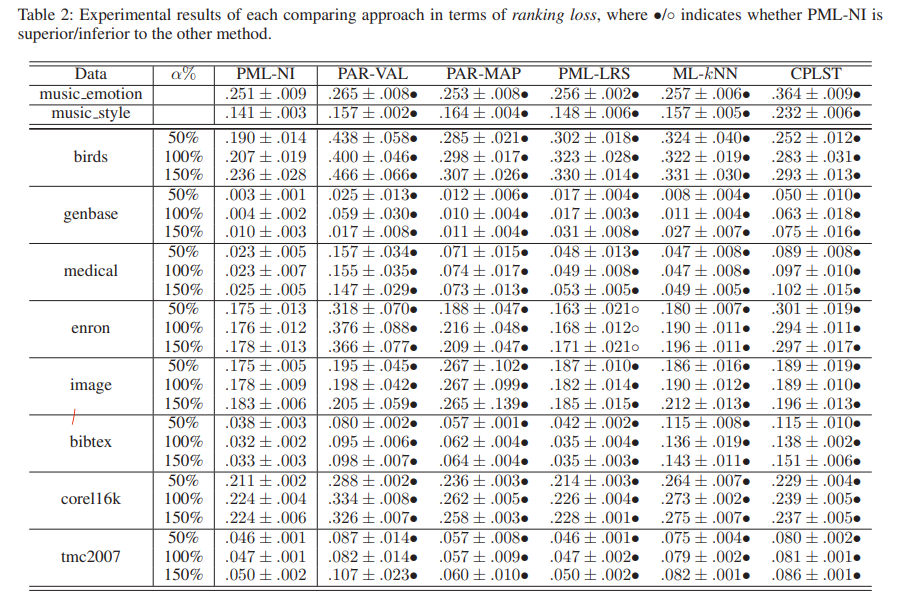 Table 2: Experimental results of each comparing approach in terms of ranking loss, where ●/○ indicates whether PML-NI is
superior/inferior to the other method.
Data α% PML-NI PAR-VAL PAR-MAP PML-LRS ML-kNN CPLST
music_emotion .251 ± .009 .265 ± .008● .253 ± .008● .256 ± .002● .257 ± .006● .364 ± .009●
music_style .141 ± .003 .157 ± .002● .164 ± .004● .148 ± .006● .157 ± .005● .232 ± .006●
50% .190 ± .014 .438 ± .058● .285 ± .021● .302 ± .018● .324 ± .040● .252 ± .012●
birds 100% .207 ± .019 .400 ± .046● .298 ± .017● .323 ± .028● .322 ± .019● .283 ± .031●
150% .236 ± .028 .466 ± .066● .307 ± .026● .330 ± .014● .331 ± .030● .293 ± .013●
50% .003 ± .001 .025 ± .013● .012 ± .006● .017 ± .004● .008 ± .004● .050 ± .010●
genbase 100% .004 ± .002 .059 ± .030● .010 ± .004● .017 ± .003● .011 ± .004● .063 ± .018●
150% .010 ± .003 .017 ± .008● .011 ± .004● .031 ± .008● .027 ± .007● .075 ± .016●
50% .023 ± .005 .157 ± .034● .071 ± .015● .048 ± .013● .047 ± .008● .089 ± .008●
medical 100% .023 ± .007 .155 ± .035● .074 ± .017● .049 ± .008● .047 ± .008● .097 ± .010●
150% .025 ± .005 .147 ± .029● .073 ± .013● .053 ± .005● .049 ± .005● .102 ± .015●
50% .175 ± .013 .318 ± .070● .188 ± .047● .163 ± .021○ .180 ± .007● .301 ± .019●
enron 100% .176 ± .012 .376 ± .088● .216 ± .048● .168 ± .012○ .190 ± .011● .294 ± .011●
150% .178 ± .013 .366 ± .077● .209 ± .047● .171 ± .021○ .196 ± .011● .297 ± .017●
50% .175 ± .005 .195 ± .045● .267 ± .102● .187 ± .010● .186 ± .016● .189 ± .019●
image 100% .178 ± .009 .198 ± .042● .267 ± .099● .182 ± .014● .190 ± .012● .189 ± .010●
150% .183 ± .006 .205 ± .059● .265 ± .139● .185 ± .015● .212 ± .013● .196 ± .013●
50% .038 ± .003 .080 ± .002● .057 ± .001● .042 ± .002● .115 ± .008● .115 ± .010●
bibtex 100% .032 ± .002 .095 ± .006● .062 ± .004● .035 ± .004● .136 ± .019● .138 ± .002●
150% .033 ± .003 .098 ± .007● .064 ± .004● .035 ± .003● .143 ± .011● .151 ± .006●
50% .211 ± .002 .288 ± .002● .236 ± .003● .214 ± .003● .264 ± .007● .229 ± .004●
corel16k 100% .224 ± .004 .334 ± .008● .262 ± .005● .226 ± .004● .273 ± .002● .239 ± .005●
150% .224 ± .006 .326 ± .007● .258 ± .003● .228 ± .001● .275 ± .007● .237 ± .005●
50% .046 ± .001 .087 ± .014● .057 ± .008● .046 ± .001● .075 ± .004● .080 ± .002●
tmc2007 100% .047 ± .001 .082 ± .014● .057 ± .009● .047 ± .002● .079 ± .002● .081 ± .001●
150% .050 ± .002 .107 ± .023● .060 ± .010● .050 ± .002● .082 ± .001● .086 ± .001●